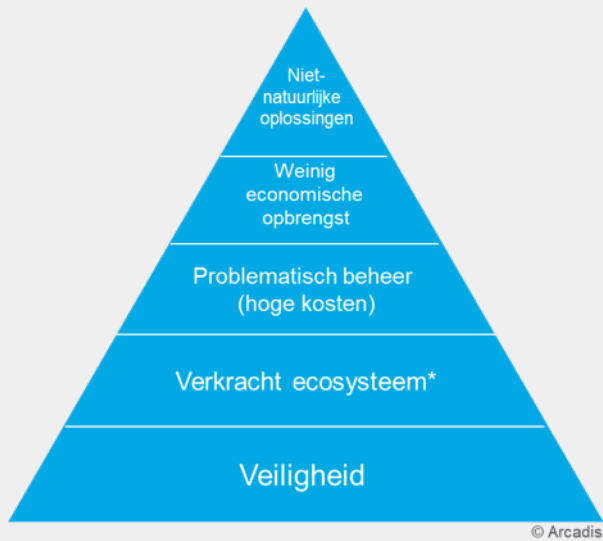 Niet-
natuurlijke
oplossingen
Weinig
economische
opbrengst
Problematisch beheer
(hoge kosten)
Verkracht ecosysteem*
Veiligheid
© Arcadis